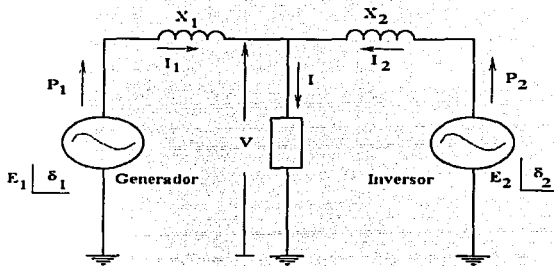 X1 X2
I1 I I2
P1 P2
V
E1 δ1 Generador Inversor E2 δ2